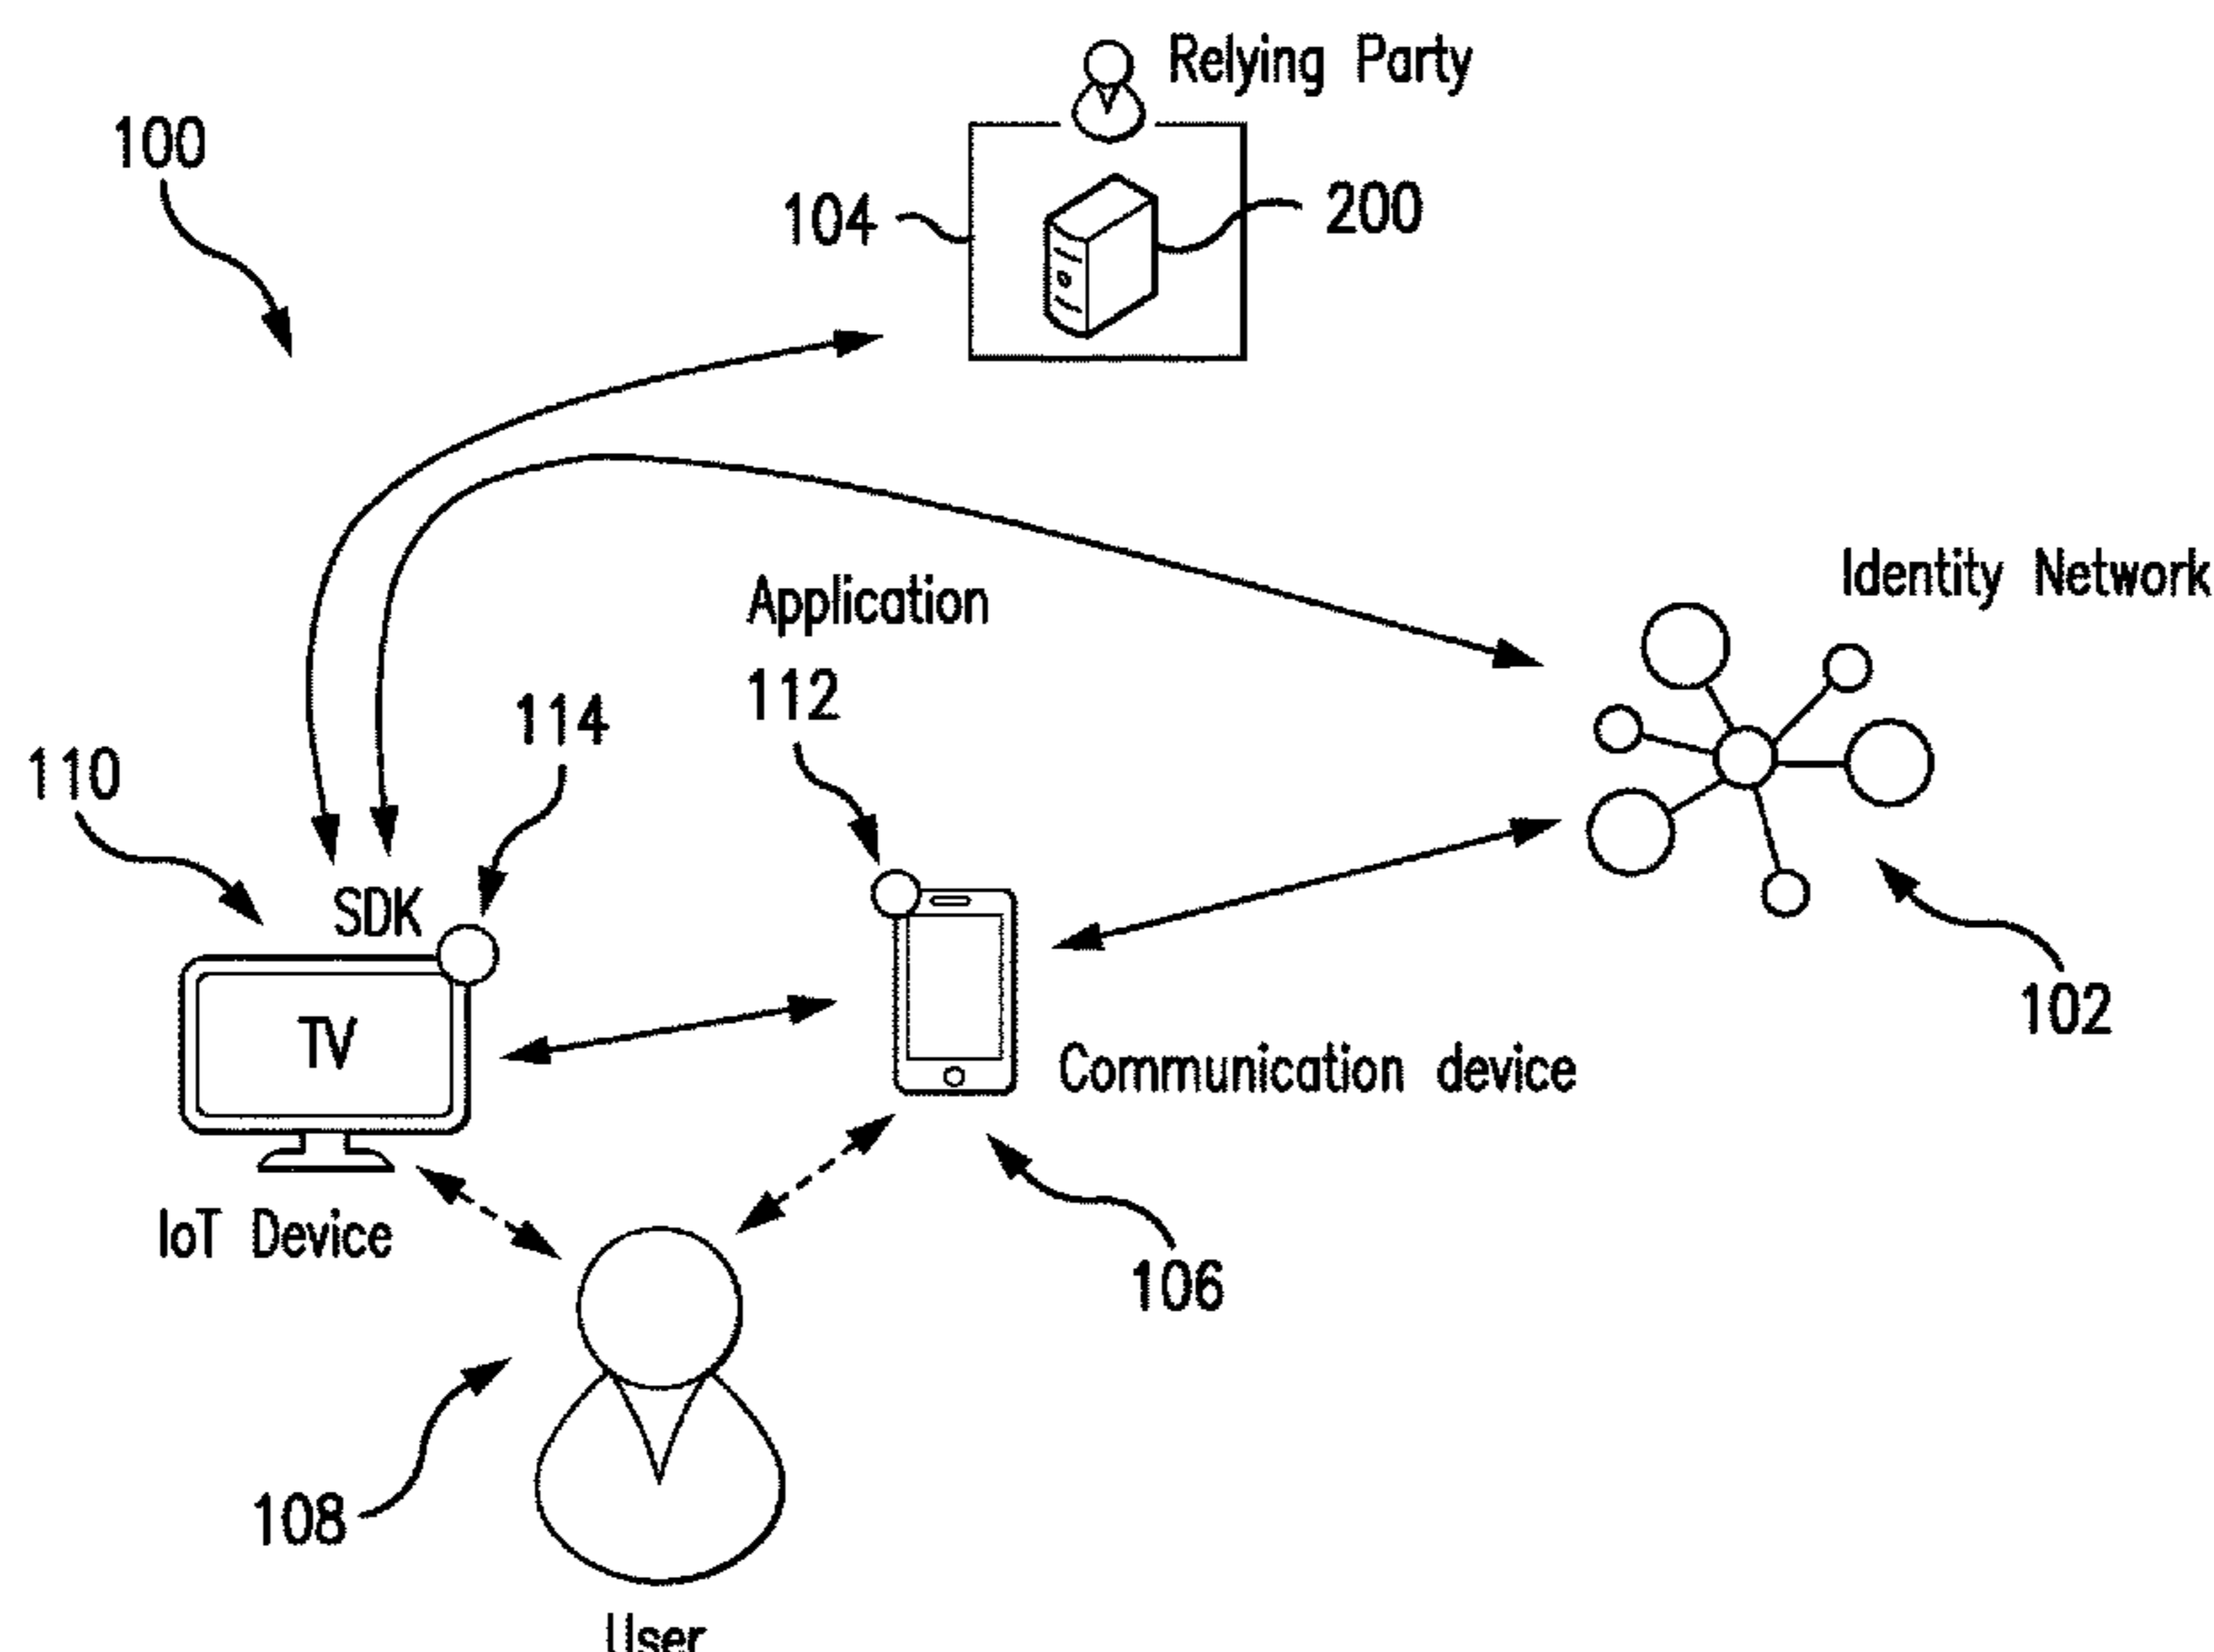 Relying Party
100
104
200
Identity Network
Application
112
114
110
SDK
102
TV
Communication device
IoT Device
106
108
User